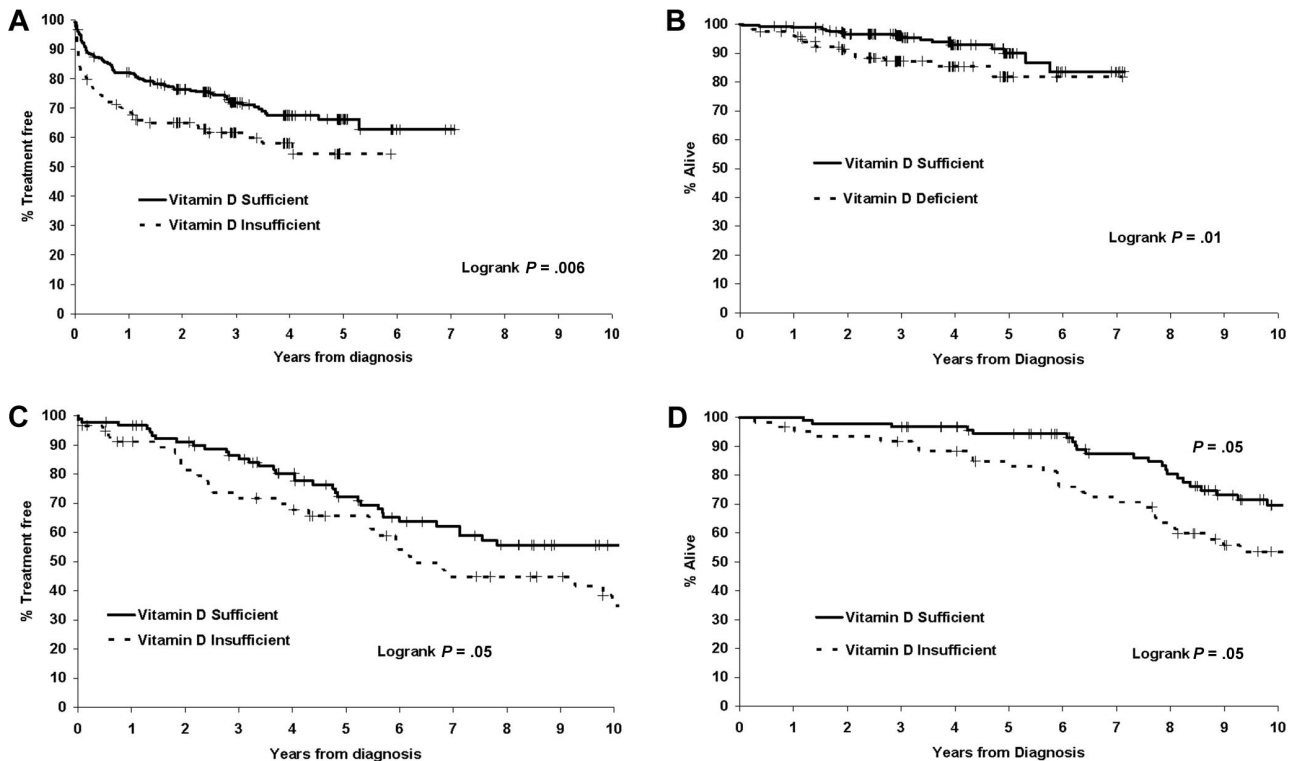 A
% Treatment free
100
90
80
70
60
50
40
30
20
10
0
Vitamin D Sufficient
Vitamin D Insufficient
Logrank P = .006
0 1 2 3 4 5 6 7 8 9 10
Years from diagnosis
B
% Alive
100
90
80
70
60
50
40
30
20
10
0
Vitamin D Sufficient
Vitamin D Deficient
Logrank P = .01
0 1 2 3 4 5 6 7 8 9 10
Years from Diagnosis
C
% Treatment free
100
90
80
70
60
50
40
30
20
10
0
Vitamin D Sufficient
Vitamin D Insufficient
Logrank P = .05
0 1 2 3 4 5 6 7 8 9 10
Years from diagnosis
D
% Alive
100
90
80
70
60
50
40
30
20
10
0
P = .05
Vitamin D Sufficient
Vitamin D Insufficient
Logrank P = .05
0 1 2 3 4 5 6 7 8 9 10
Years from Diagnosis